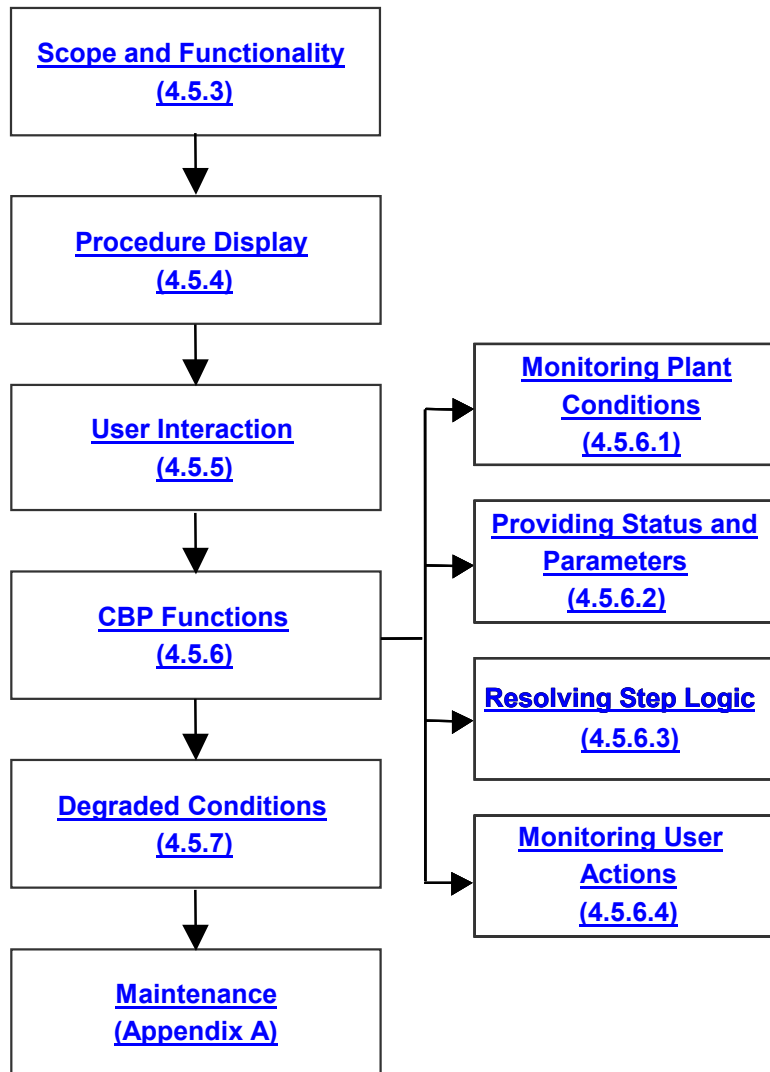 Scope and Functionality
(4.5.3)
Procedure Display
(4.5.4)
User Interaction
(4.5.5)
CBP Functions
(4.5.6)
Degraded Conditions
(4.5.7)
Maintenance
(Appendix A)
Monitoring Plant
Conditions
(4.5.6.1)
Providing Status and
Parameters
(4.5.6.2)
Resolving Step Logic
(4.5.6.3)
Monitoring User
Actions
(4.5.6.4)